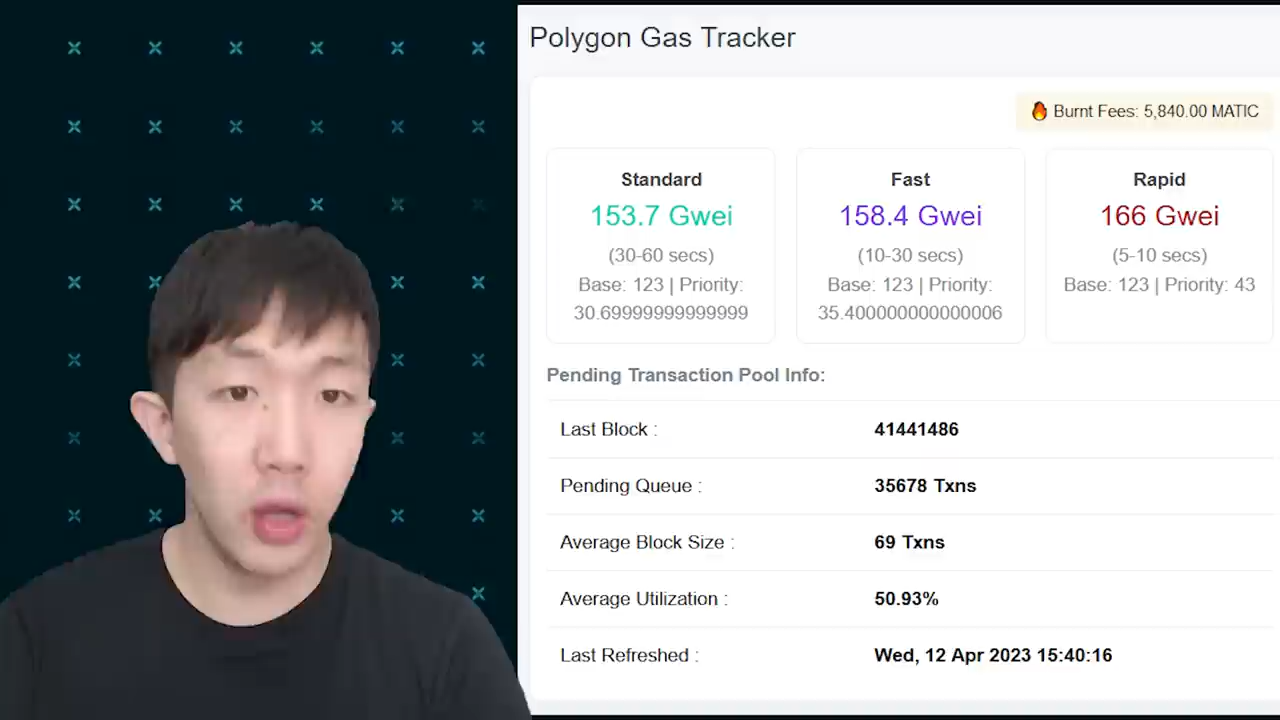 Polygon Gas Tracker
🔥 Burnt Fees: 5,840.00 MATIC
Standard
153.7 Gwei
(30-60 secs)
Base: 123 | Priority:
30.69999999999999
Fast
158.4 Gwei
(10-30 secs)
Base: 123 | Priority:
35.400000000000006
Rapid
166 Gwei
(5-10 secs)
Base: 123 | Priority: 43
Pending Transaction Pool Info:
Last Block : 41441486
Pending Queue : 35678 Txns
Average Block Size : 69 Txns
Average Utilization : 50.93%
Last Refreshed : Wed, 12 Apr 2023 15:40:16